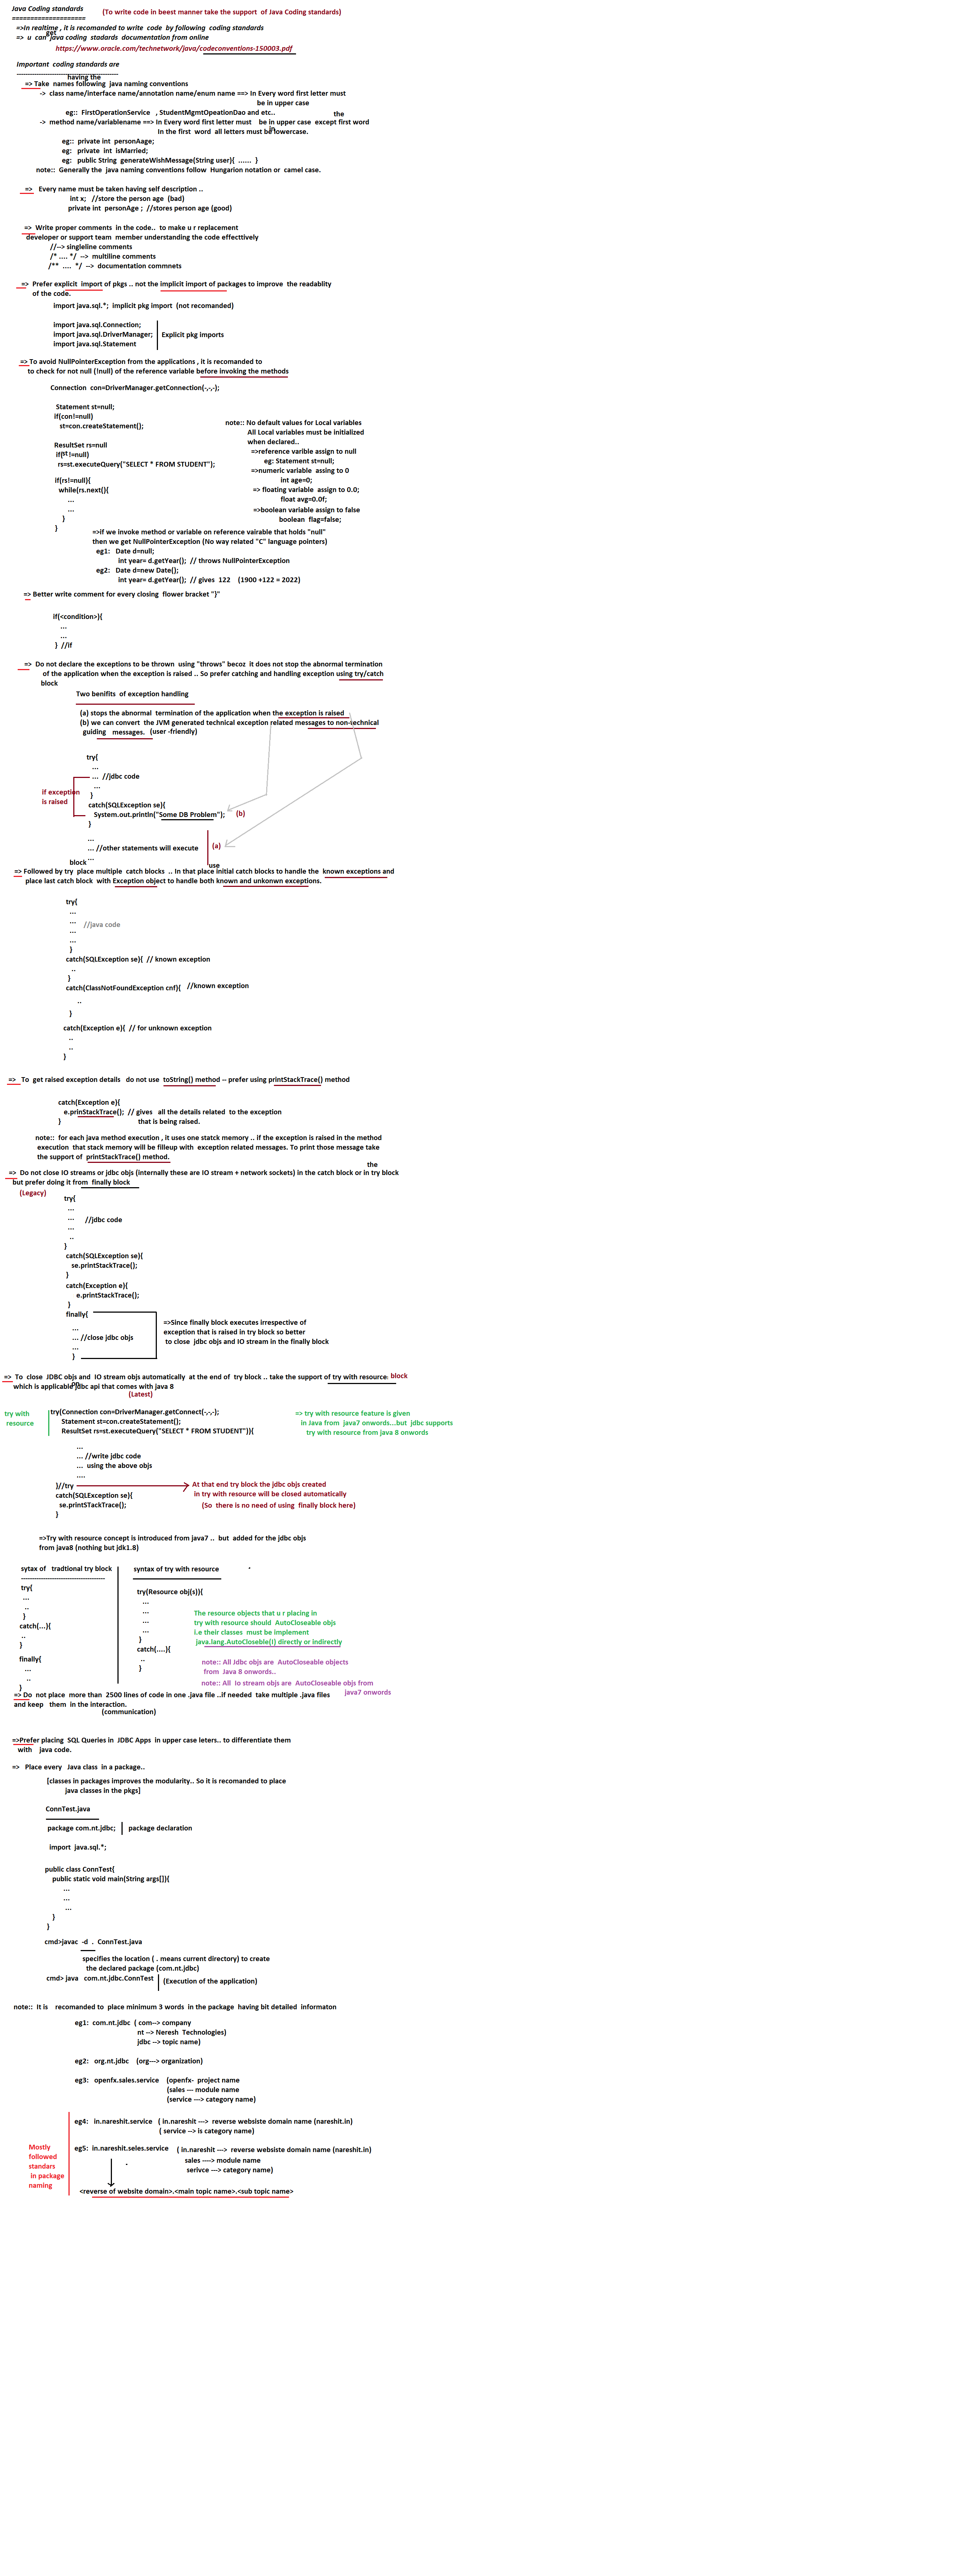 Java Coding standards
(To write code in beest manner take the support  of Java Coding standards)
====================
=>In realtime , it is recomanded to write  code  by following  coding standards
get
=> u  can  java coding  stadards  documentation from online
https://www.oracle.com/technetwork/java/codeconventions-150003.pdf
Important  coding standards are
----------------------------------------------
having the
=> Take  names following  java naming conventions
-> class name/interface name/annotation name/enum name ==> In Every word first letter must
be in upper case
eg::  FirstOperationService   , StudentMgmtOpeationDao and etc..
the
->  method name/variablename ==> In Every word first letter must    be in upper case  except first word
in
In the first  word  all letters must be lowercase.
eg::  private int  personAage;
eg:   private  int  isMarried;
eg:   public String  generateWishMessage(String user){  ......  }
note::  Generally the  java naming conventions follow  Hungarian notation or  camel case.
=>   Every name must be taken having self description ..
int x;   //store the person age  (bad)
private int  personAge ;  //stores person age (good)
=>  Write proper comments  in the code..  to make u r replacement
developer or support team  member understanding the code effecttively
//--> singleline comments
/* .... */  -->  multiline comments
/**  ....  */  -->  documentation commnets
=>  Prefer explicit  import of pkgs .. not the implicit import of packages to improve  the readablity
of the code.
import java.sql.*;  implicit pkg import  (not recomanded)
import java.sql.Connection;
import java.sql.DriverManager;
Explicit pkg imports
import java.sql.Statement
=> To avoid NullPointerException from the applications , it is recomanded to
to check for not null (!null) of the reference variable before invoking the methods
Connection  con=DriverManager.getConnection(-,-,-);
Statement st=null;
if(con!=null)
st=con.createStatement();
ResultSet rs=null
if(st!=null)
rs=st.executeQuery("SELECT * FROM STUDENT");
if(rs!=null){
while(rs.next(){
...
...
}
}
note:: No default values for Local variables
All Local variables must be initialized
when declared..
=>reference varible assign to null
eg: Statement st=null;
=>numeric variable  assing to 0
int age=0;
=> floating variable  assign to 0.0;
float avg=0.0f;
=>boolean variable assign to false
boolean  flag=false;
=>if we invoke method or variable on reference vairable that holds "null"
then we get NullPointerException (No way related "C" language pointers)
eg1:   Date d=null;
int year= d.getYear();  // throws NullPointerException
eg2:   Date d=new Date();
int year= d.getYear();  // gives  122    (1900 +122 = 2022)
=> Better write comment for every closing  flower bracket "}"
if(<condition>){
...
...
}  //if
=>  Do not declare the exceptions to be thrown  using "throws" becoz  it does not stop the abnormal termination
of the application when the exception is raised .. So prefer catching and handling exception using try/catch
block
Two benifits  of exception handling
(a) stops the abnormal  termination of the application when the exception is raised
(b) we can convert  the JVM generated technical exception related messages to non-technical
guiding   messages.   (user -friendly)
try{
...
...  //jdbc code
...
}
if exception
is raised
catch(SQLException se){
System.out.println("Some DB Problem");
(b)
}
...
... //other statements will execute
(a)
...
block
use
=> Followed by try  place multiple  catch blocks  .. In that place initial catch blocks to handle the  known exceptions and
place last catch block  with Exception object to handle both known and unkonwn exceptions.
try{
...
...
//java code
...
...
}
catch(SQLException se){  // known exception
..
}
catch(ClassNotFoundException cnf){   //known exception
..
}
catch(Exception e){  // for unknown exception
..
..
}
=>   To  get raised exception details   do not use  toString() method -- prefer using printStackTrace() method
catch(Exception e){
e.prinStackTrace();  // gives   all the details related  to the exception
}
that is being raised.
note::  for each java method execution , it uses one statck memory .. if the exception is raised in the method
execution  that stack memory will be filleup with  exception related messages. To print those message take
the support of  printStackTrace() method.
the
=>  Do not close IO streams or jdbc objs (internally these are IO stream + network sockets) in the catch block or in try block
but prefer doing it from  finally block
(Legacy)
try{
...
...
//jdbc code
...
..
}
catch(SQLException se){
se.printStackTrace();
}
catch(Exception e){
e.printStackTrace();
}
finally{
...
... //close jdbc objs
...
}
=>Since finally block executes irrespective of
exception that is raised in try block so better
to close  jdbc objs and IO stream in the finally block
=>  To  close  JDBC objs and  IO stream objs automatically  at the end of  try block .. take the support of try with resource  block
on
which is applicable jdbc api that comes with java 8
(Latest)
try with
resource
try(Connection con=DriverManager.getConnect(-,-,-);
Statement st=con.createStatement();
ResultSet rs=st.executeQuery("SELECT * FROM STUDENT")){
=> try with resource feature is given
in Java from  java7 onwords...but  jdbc supports
try with resource from java 8 onwords
...
... //write jdbc code
...  using the above objs
....
}//try
catch(SQLException se){
se.printSTackTrace();
}
At that end try block the jdbc objs created
in try with resource will be closed automatically
(So  there is no need of using  finally block here)
=>Try with resource concept is introduced from java7 ..  but  added for the jdbc objs
from java8 (nothing but jdk1.8)
sytax of   tradtional try block
--------------------------------------
try{
...
..
}
catch(...){
..
}
finally{
...
..
}
syntax of try with resource
try(Resource obj(s)){
...
...
...
...
}
catch(....){
..
}
The resource objects that u r placing in
try with resource should  AutoCloseable objs
i.e their classes  must be implement
java.lang.AutoCloseble(I) directly or indirectly
note:: All Jdbc objs are  AutoCloseable objects
from  Java 8 onwords..
note:: All  Io stream objs are  AutoCloseable objs from
java7 onwords
=> Do  not place  more than  2500 lines of code in one .java file ..if needed  take multiple .java files
and keep   them  in the interaction.
(communication)
=>Prefer placing  SQL Queries in  JDBC Apps  in upper case leters.. to differentiate them
with    java code.
=>   Place every   Java class  in a package..
[classes in packages improves the modularity.. So it is recomanded to place
java classes in the pkgs]
ConnTest.java
package com.nt.jdbc;
package declaration
import  java.sql.*;
public class ConnTest{
public static void main(String args[]){
...
...
...
}
}
cmd>javac  -d  .  ConnTest.java
specifies the location ( . means current directory) to create
the declared package (com.nt.jdbc)
cmd> java   com.nt.jdbc.ConnTest
(Execution of the application)
note::  It is    recomanded to  place minimum 3 words  in the package  having bit detailed  informaton
eg1:  com.nt.jdbc  ( com--> company
nt --> Neresh  Technologies)
jdbc --> topic name)
eg2:   org.nt.jdbc    (org---> organization)
eg3:   openfx.sales.service    (openfx-  project name
(sales --- module name
(service ---> category name)
eg4:   in.nareshit.service   ( in.nareshit --->  reverse websiste domain name (nareshit.in)
( service --> is category name)
Mostly
followed
standars
in package
naming
eg5:  in.nareshit.seles.service
( in.nareshit --->  reverse websiste domain name (nareshit.in)
sales ----> module name
serivce ---> category name)
<reverse of website domain>.<main topic name>.<sub topic name>